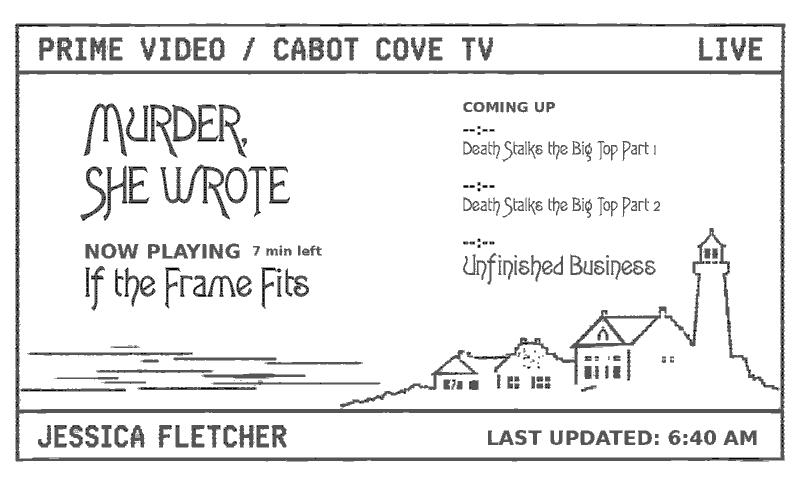 PRIME VIDEO / CABOT COVE TV
LIVE
MURDER,
SHE WROTE
NOW PLAYING 7 min left
If the Frame Fits
COMING UP
--:--
Death Stalks the Big Top Part 1
--:--
Death Stalks the Big Top Part 2
--:--
Unfinished Business
JESSICA FLETCHER
LAST UPDATED: 6:40 AM